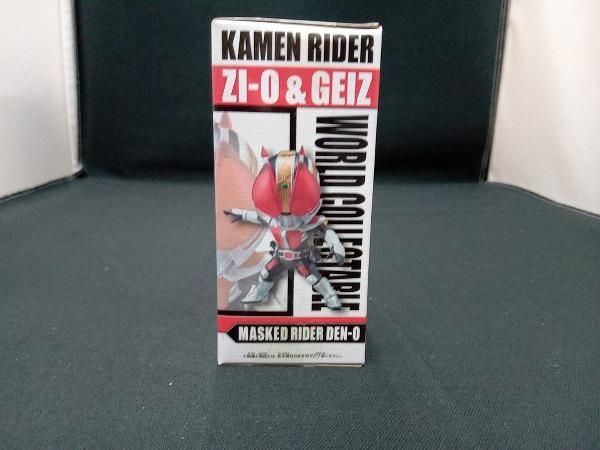 KAMEN RIDER
ZI-O & GEIZ
WORLD COLLECTABLE
MASKED RIDER DEN-O